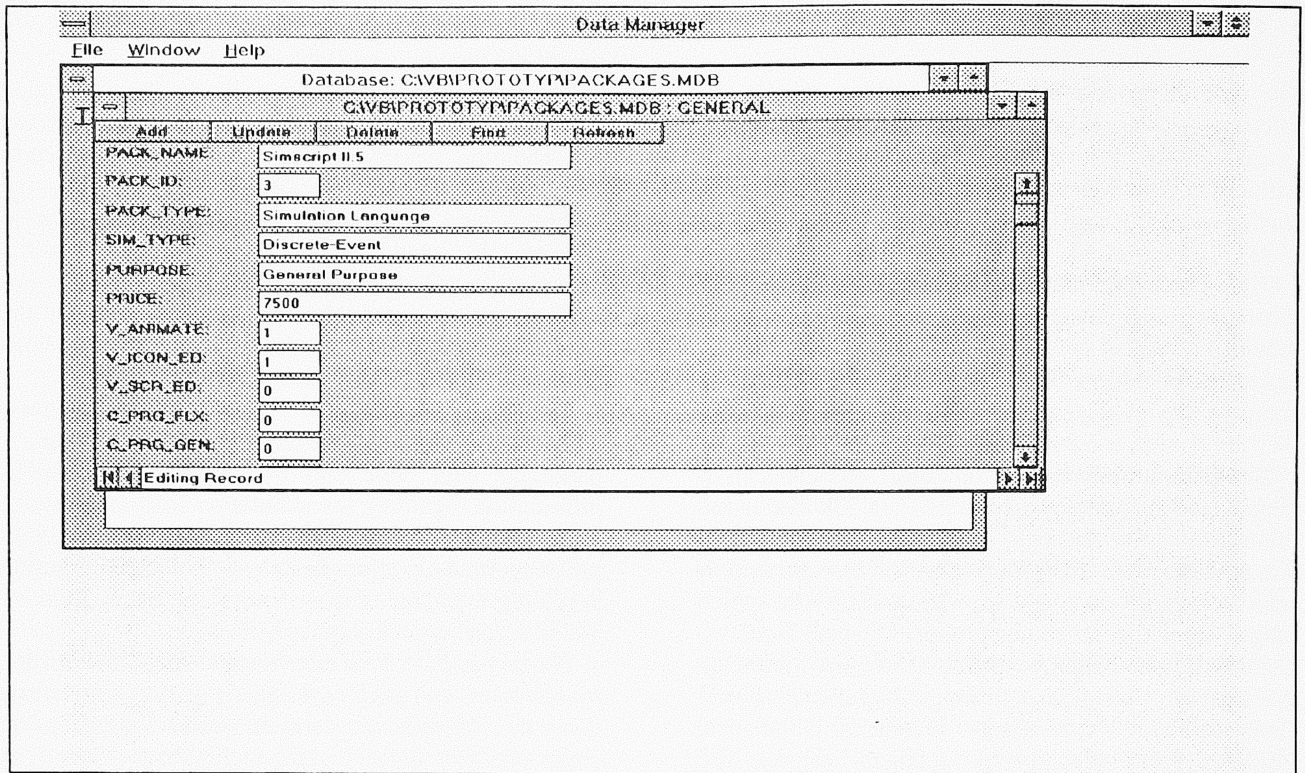 Data Manager
File Window Help
Database: C:\VB\PROTOTYP\PACKAGES.MDB
C:\VB\PROTOTYP\PACKAGES.MDB : GENERAL
Add Update Delete Find Refresh
PACK_NAME: Simscript II.5
PACK_ID: 3
PACK_TYPE: Simulation Language
SIM_TYPE: Discrete-Event
PURPOSE: General Purpose
PRICE: 7500
V_ANIMATE: 1
V_ICON_ED: 1
V_SCR_ED: 0
C_PRG_FLX: 0
C_PRG_GEN: 0
Editing Record